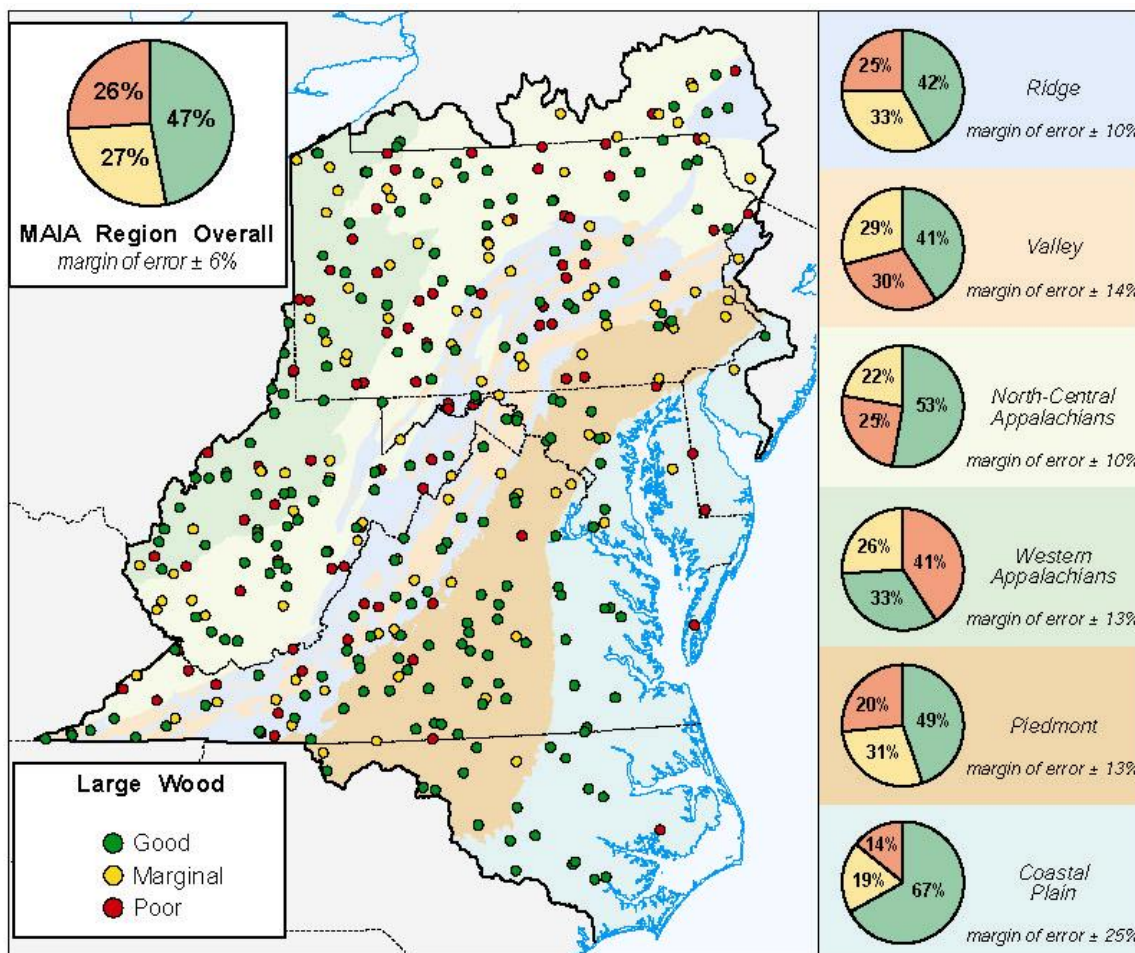 26%
47%
27%
MAIA Region Overall
margin of error ± 6%
Large Wood
Good
Marginal
Poor
25%
42%
33%
Ridge
margin of error ± 10%
29%
41%
30%
Valley
margin of error ± 14%
22%
53%
25%
North-Central
Appalachians
margin of error ± 10%
26%
41%
33%
Western
Appalachians
margin of error ± 13%
20%
49%
31%
Piedmont
margin of error ± 13%
14%
19%
67%
Coastal
Plain
margin of error ± 25%